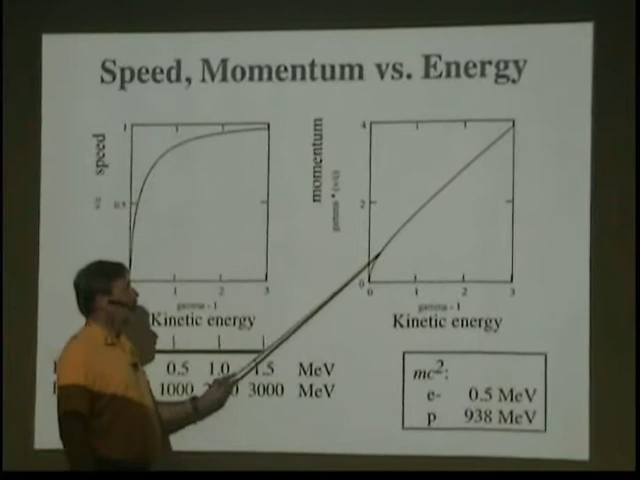 Speed, Momentum vs. Energy
speed
v/c
1
0.5
1
2
3
gamma - 1
Kinetic energy
momentum
gamma * (v/c)
4
2
0
0
1
2
3
gamma - 1
Kinetic energy
0.5 1.0 1.5 MeV
1000 3000 MeV
mc2:
e- 0.5 MeV
p 938 MeV